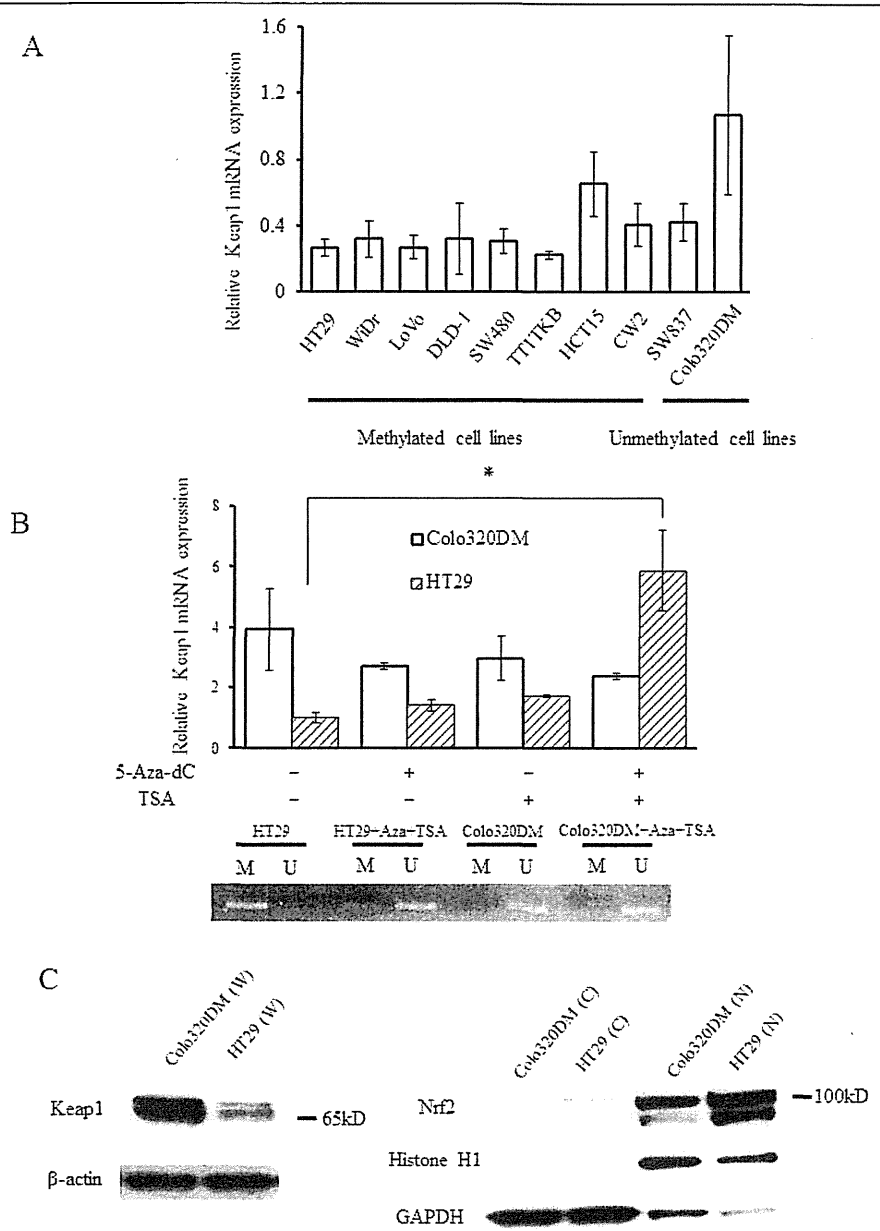 A
Relative Keap1 mRNA expression
1.6
1.2
0.8
0.4
0
HT29
WiDr
LoVo
DLD-1
SW480
TT1TKB
HCT15
CW2
SW837
Colo320DM
Methylated cell lines
Unmethylated cell lines
B
*
Relative Keap1 mRNA expression
8
6
4
2
0
Colo320DM
HT29
5-Aza-dC − + − +
TSA − − + +
HT29 HT29+Aza+TSA Colo320DM Colo320DM+Aza+TSA
M U M U M U M U
C
Colo320DM (W)
HT29 (W)
Keap1
65kD
β-actin
Colo320DM (C)
HT29 (C)
Colo320DM (N)
HT29 (N)
Nrf2
100kD
Histone H1
GAPDH